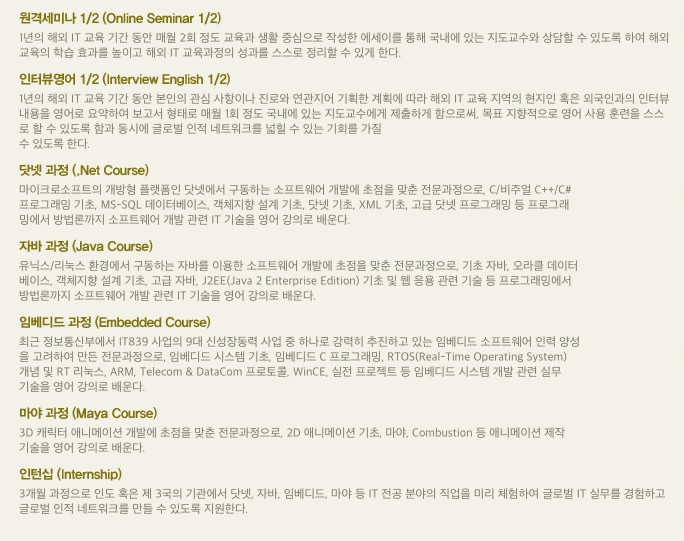 원격세미나 1/2 (Online Seminar 1/2)
1년의 해외 IT 교육 기간 동안 매월 2회 정도 교육과 생활 중심으로 작성한 에세이를 통해 국내에 있는 지도교수와 상담할 수 있도록 하여 해외
교육의 학습 효과를 높이고 해외 IT 교육과정의 성과를 스스로 정리할 수 있게 한다.
인터뷰영어 1/2 (Interview English 1/2)
1년의 해외 IT 교육 기간 동안 본인의 관심 사항이나 진로와 연관지어 기획한 계획에 따라 해외 IT 교육 지역의 현지인 혹은 외국인과의 인터뷰
내용을 영어로 요약하여 보고서 형태로 매월 1회 정도 국내에 있는 지도교수에게 제출하게 함으로써, 목표 지향적으로 영어 사용 훈련을 스스
로 할 수 있도록 함과 동시에 글로벌 인적 네트워크를 넓힐 수 있는 기회를 가질
수 있도록 한다.
닷넷 과정 (.Net Course)
마이크로소프트의 개방형 플랫폼인 닷넷에서 구동하는 소프트웨어 개발에 초점을 맞춘 전문과정으로, C/비주얼 C++/C#
프로그래밍 기초, MS-SQL 데이터베이스, 객체지향 설계 기초, 닷넷 기초, XML 기초, 고급 닷넷 프로그래밍 등 프로그래
밍에서 방법론까지 소프트웨어 개발 관련 IT 기술을 영어 강의로 배운다.
자바 과정 (Java Course)
유닉스/리눅스 환경에서 구동하는 자바를 이용한 소프트웨어 개발에 초점을 맞춘 전문과정으로, 기초 자바, 오라클 데이터
베이스, 객체지향 설계 기초, 고급 자바, J2EE(Java 2 Enterprise Edition) 기초 및 웹 응용 관련 기술 등 프로그래밍에서
방법론까지 소프트웨어 개발 관련 IT 기술을 영어 강의로 배운다.
임베디드 과정 (Embedded Course)
최근 정보통신부에서 IT839 사업의 9대 신성장동력 사업 중 하나로 강력히 추진하고 있는 임베디드 소프트웨어 인력 양성
을 고려하여 만든 전문과정으로, 임베디드 시스템 기초, 임베디드 C 프로그래밍, RTOS(Real-Time Operating System)
개념 및 RT 리눅스, ARM, Telecom & DataCom 프로토콜, WinCE, 실전 프로젝트 등 임베디드 시스템 개발 관련 실무
기술을 영어 강의로 배운다.
마야 과정 (Maya Course)
3D 캐릭터 애니메이션 개발에 초점을 맞춘 전문과정으로, 2D 애니메이션 기초, 마야, Combustion 등 애니메이션 제작
기술을 영어 강의로 배운다.
인턴십 (Internship)
3개월 과정으로 인도 혹은 제 3국의 기관에서 닷넷, 자바, 임베디드, 마야 등 IT 전공 분야의 직업을 미리 체험하여 글로벌 IT 실무를 경험하고
글로벌 인적 네트워크를 만들 수 있도록 지원한다.